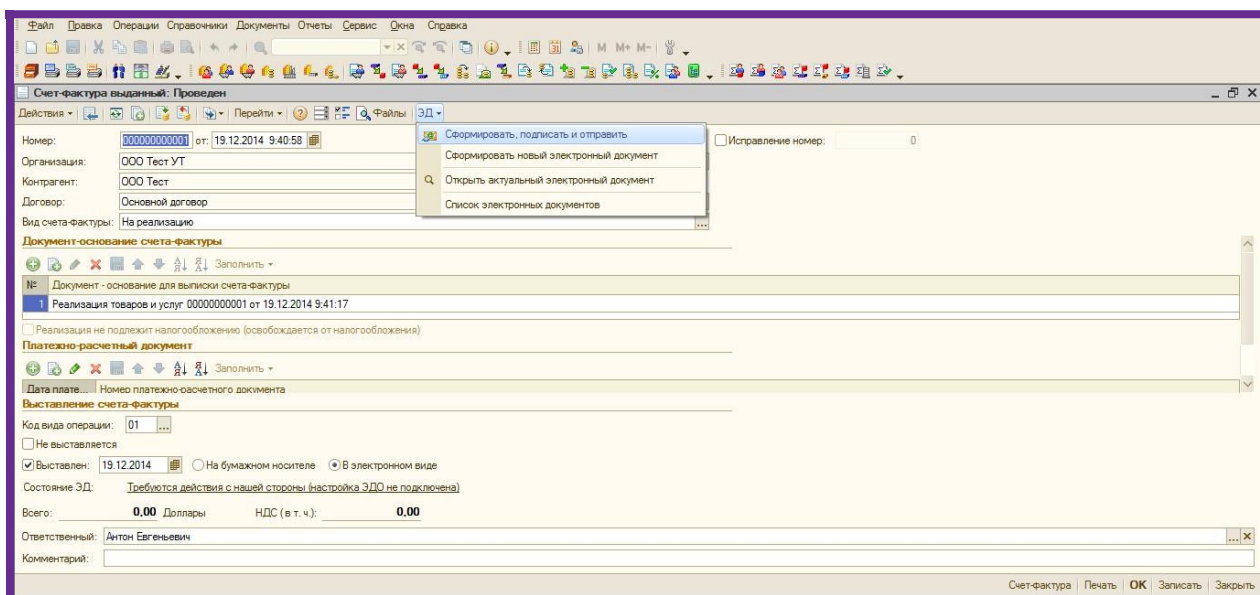 Файл Правка Операции Справочники Документы Отчеты Сервис Окна Справка
M M+ M-
Счет-фактура выданный: Проведен
Действия Перейти Файлы ЭД
Сформировать, подписать и отправить
Сформировать новый электронный документ
Открыть актуальный электронный документ
Список электронных документов
Номер: 000000000001 от: 19.12.2014 9:40:58 Исправление номер: 0
Организация: ООО Тест УТ
Контрагент: ООО Тест
Договор: Основной договор
Вид счета-фактуры: На реализацию ...
Документ-основание счета-фактуры
Заполнить
№ Документ - основание для выписки счета-фактуры
1 Реализация товаров и услуг 00000000001 от 19.12.2014 9:41:17
Реализация не подлежит налогообложению (освобождается от налогообложения)
Платежно-расчетный документ
Заполнить
Дата плате... Номер платежно-расчетного документа
Выставление счета-фактуры
Код вида операции: 01 ...
Не выставляется
Выставлен: 19.12.2014 На бумажном носителе В электронном виде
Состояние ЭД: Требуются действия с нашей стороны (настройка ЭДО не подключена)
Всего: 0,00 Доллары НДС ( в т. ч.): 0,00
Ответственный: Антон Евгеньевич ...
Комментарий:
Счет-фактура Печать OK Записать Закрыть